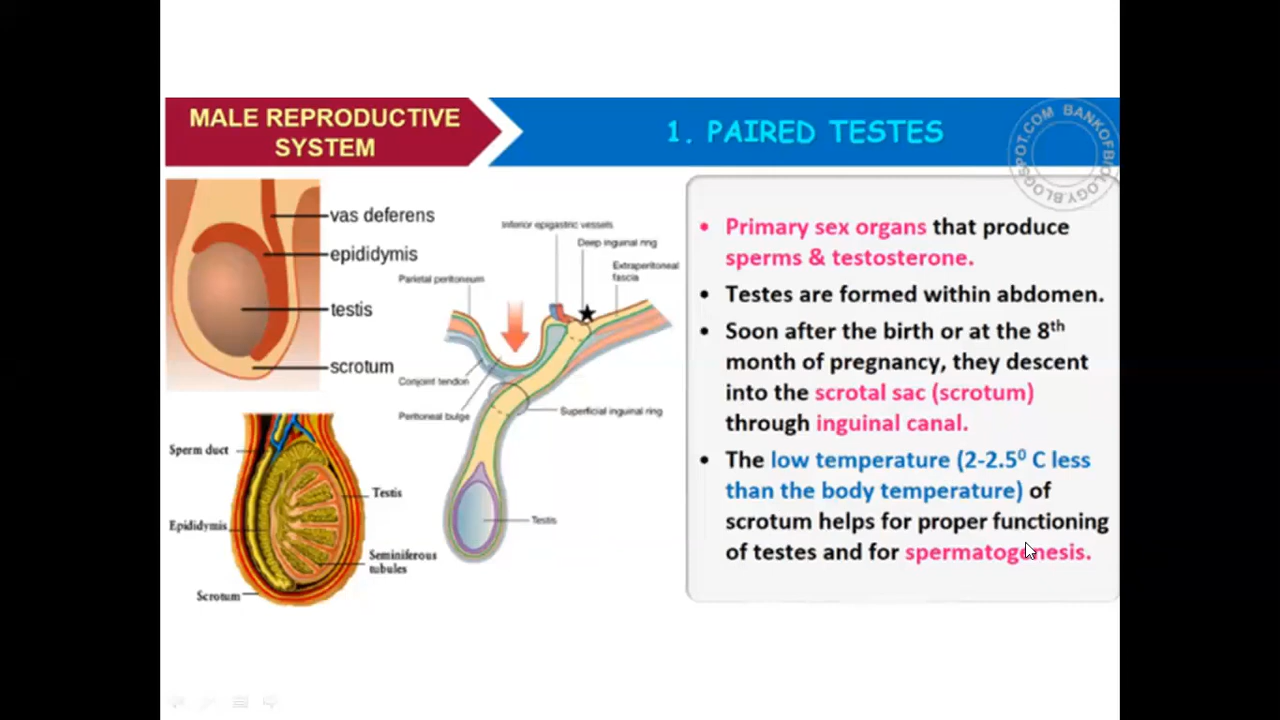 MALE REPRODUCTIVE
SYSTEM
1. PAIRED TESTES
BANKOFBIOLOGY.BLOGSPOT.COM
vas deferens
epididymis
testis
scrotum
Inferior epigastric vessels
Deep inguinal ring
Extraperitoneal
fascia
Parietal peritoneum
Conjoint tendon
Peritoneal bulge
Superficial inguinal ring
Testis
Sperm duct
Testis
Epididymis
Seminiferous
tubules
Scrotum
• Primary sex organs that produce
sperms & testosterone.
• Testes are formed within abdomen.
• Soon after the birth or at the 8th
month of pregnancy, they descent
into the scrotal sac (scrotum)
through inguinal canal.
• The low temperature (2-2.5⁰ C less
than the body temperature) of
scrotum helps for proper functioning
of testes and for spermatogenesis.